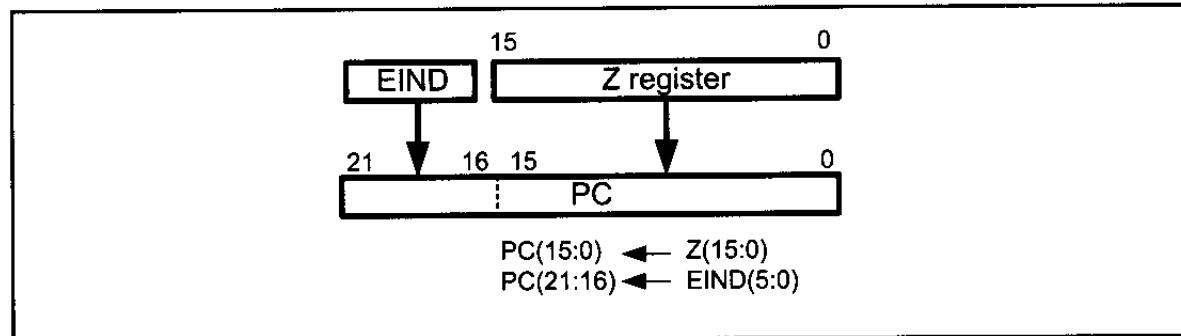 15 0
EIND Z register
21 16 15 0
PC
PC(15:0) ← Z(15:0)
PC(21:16) ← EIND(5:0)